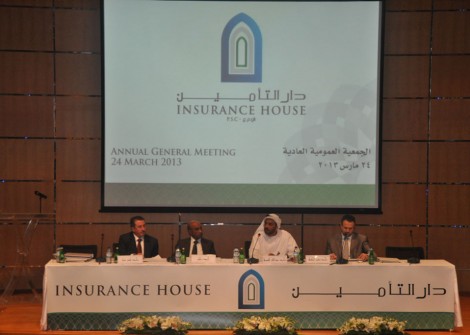 دار التأمين
INSURANCE HOUSE
ANNUAL GENERAL MEETING
24 MARCH 2013
الجمعية العمومية العادية
٢٤ مارس ٢٠١٣
INSURANCE HOUSE
دار التأمين